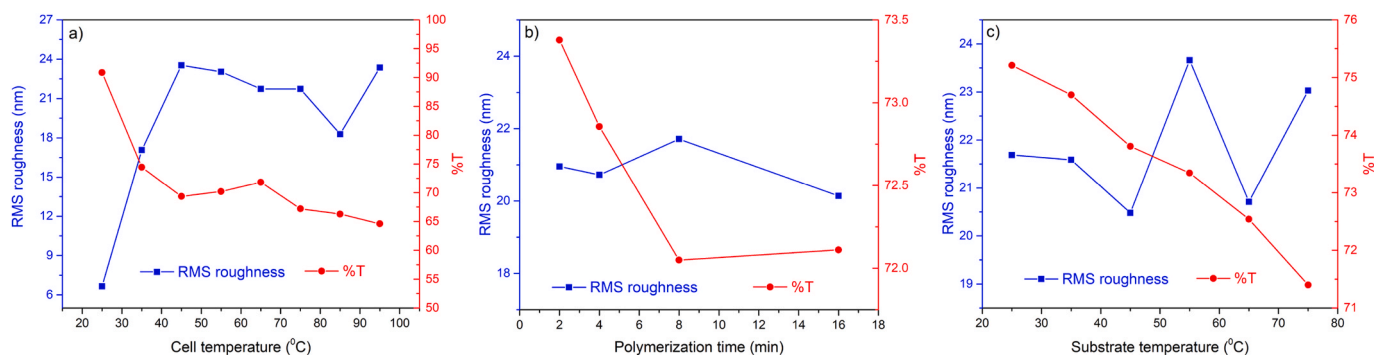 a)
27
24
21
18
15
12
9
6
RMS roughness (nm)
100
95
90
85
80
75
70
65
60
55
50
%T
RMS roughness
%T
20 30 40 50 60 70 80 90 100
Cell temperature (⁰C)
b)
24
22
20
18
RMS roughness (nm)
73.5
73.0
72.5
72.0
%T
RMS roughness
%T
0 2 4 6 8 10 12 14 16 18
Polymerization time (min)
c)
24
23
22
21
20
19
RMS roughness (nm)
76
75
74
73
72
71
%T
RMS roughness
%T
20 30 40 50 60 70 80
Substrate temperature (⁰C)